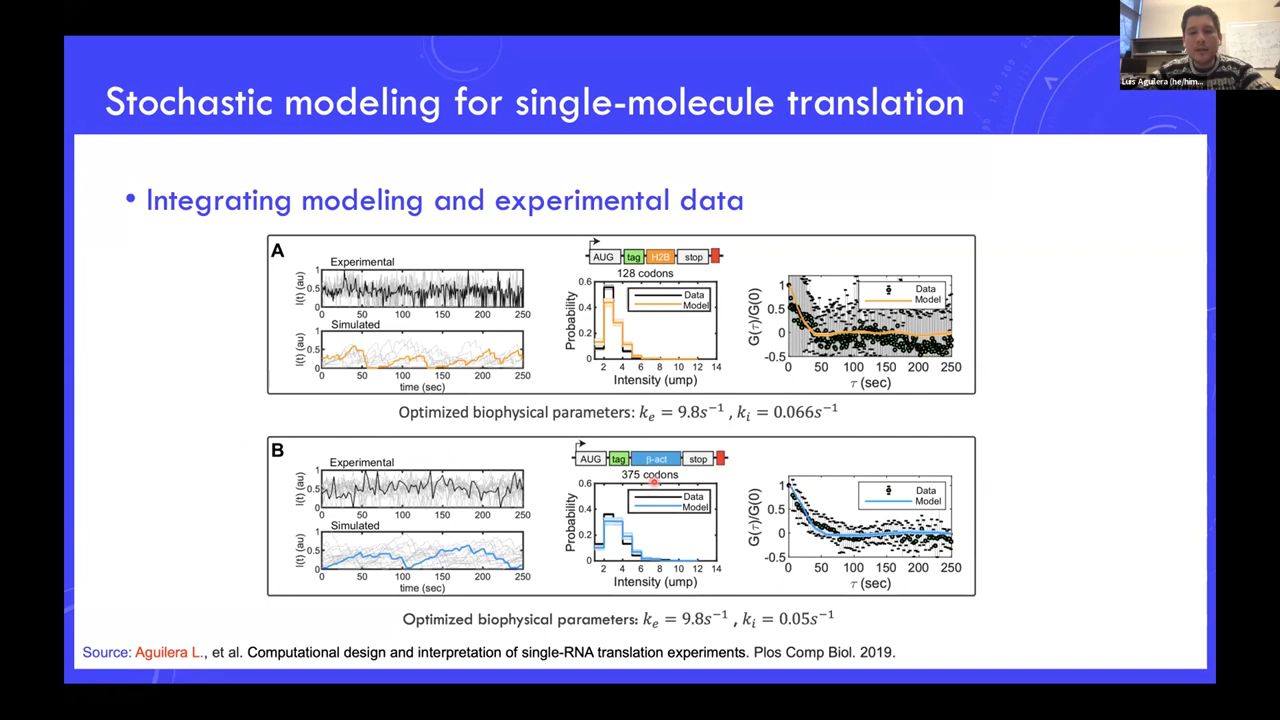 Luis Aguilera (he/him...
Stochastic modeling for single-molecule translation
• Integrating modeling and experimental data
A
Experimental
I(t) (au)
1
0.5
0
0 50 100 150 200 250
Simulated
I(t) (au)
1
0.5
0
0 50 100 150 200 250
time (sec)
AUG tag H2B stop
128 codons
Probability
0.6
0.4
0.2
0
Data
Model
2 4 6 8 10 12 14
Intensity (ump)
G(τ)/G(0)
1
0.5
0
-0.5
Data
Model
0 50 100 150 200 250
τ (sec)
Optimized biophysical parameters: kₑ = 9.8s⁻¹ , kᵢ = 0.066s⁻¹
B
Experimental
I(t) (au)
1
0.5
0
0 50 100 150 200 250
Simulated
I(t) (au)
1
0.5
0
0 50 100 150 200 250
time (sec)
AUG tag β-act stop
375 codons
Probability
0.6
0.4
0.2
0
Data
Model
2 4 6 8 10 12 14
Intensity (ump)
G(τ)/G(0)
1
0.5
0
-0.5
Data
Model
0 50 100 150 200 250
τ (sec)
Optimized biophysical parameters: kₑ = 9.8s⁻¹ , kᵢ = 0.05s⁻¹
Source: Aguilera L., et al. Computational design and interpretation of single-RNA translation experiments. Plos Comp Biol. 2019.